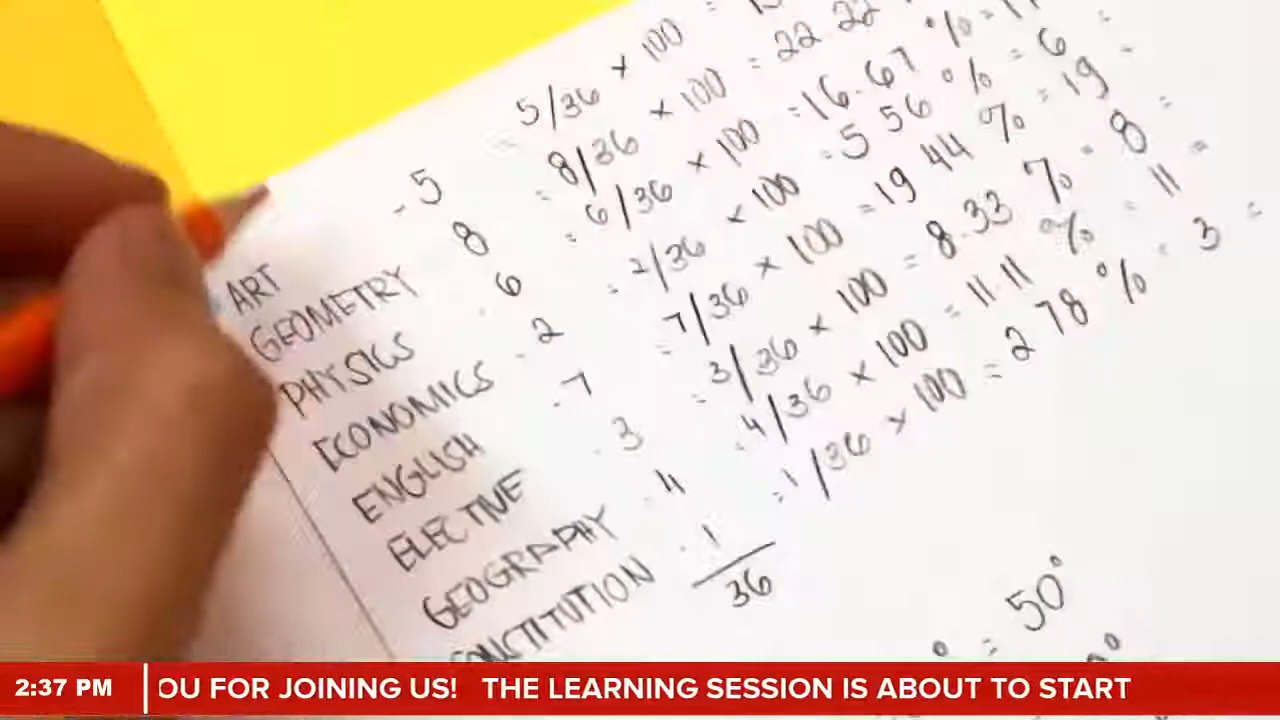 ART - 5 = 5/36 × 100 =
GEOMETRY 8 = 8/36 × 100 = 22.22
PHYSICS - 6 = 6/36 × 100 = 16.67 % =
ECONOMICS - 2 = 2/36 × 100 = 5.56 % = 6 =
ENGLISH - 7 = 7/36 × 100 = 19.44 % = 19 =
ELECTIVE - 3 = 3/36 × 100 = 8.33 % = 8 =
GEOGRAPHY - 4 = 4/36 × 100 = 11.11 % = 11 =
CONCTITUTION - 1 = 1/36 × 100 = 2.78 % = 3 =
36
= 50°
2:37 PM OU FOR JOINING US! THE LEARNING SESSION IS ABOUT TO START